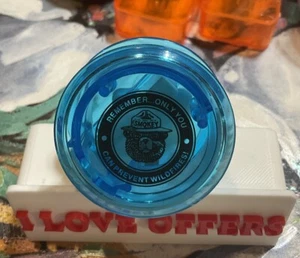 REMEMBER...ONLY YOU
SMOKEY
CAN PREVENT WILDFIRES!
I LOVE OFFERS